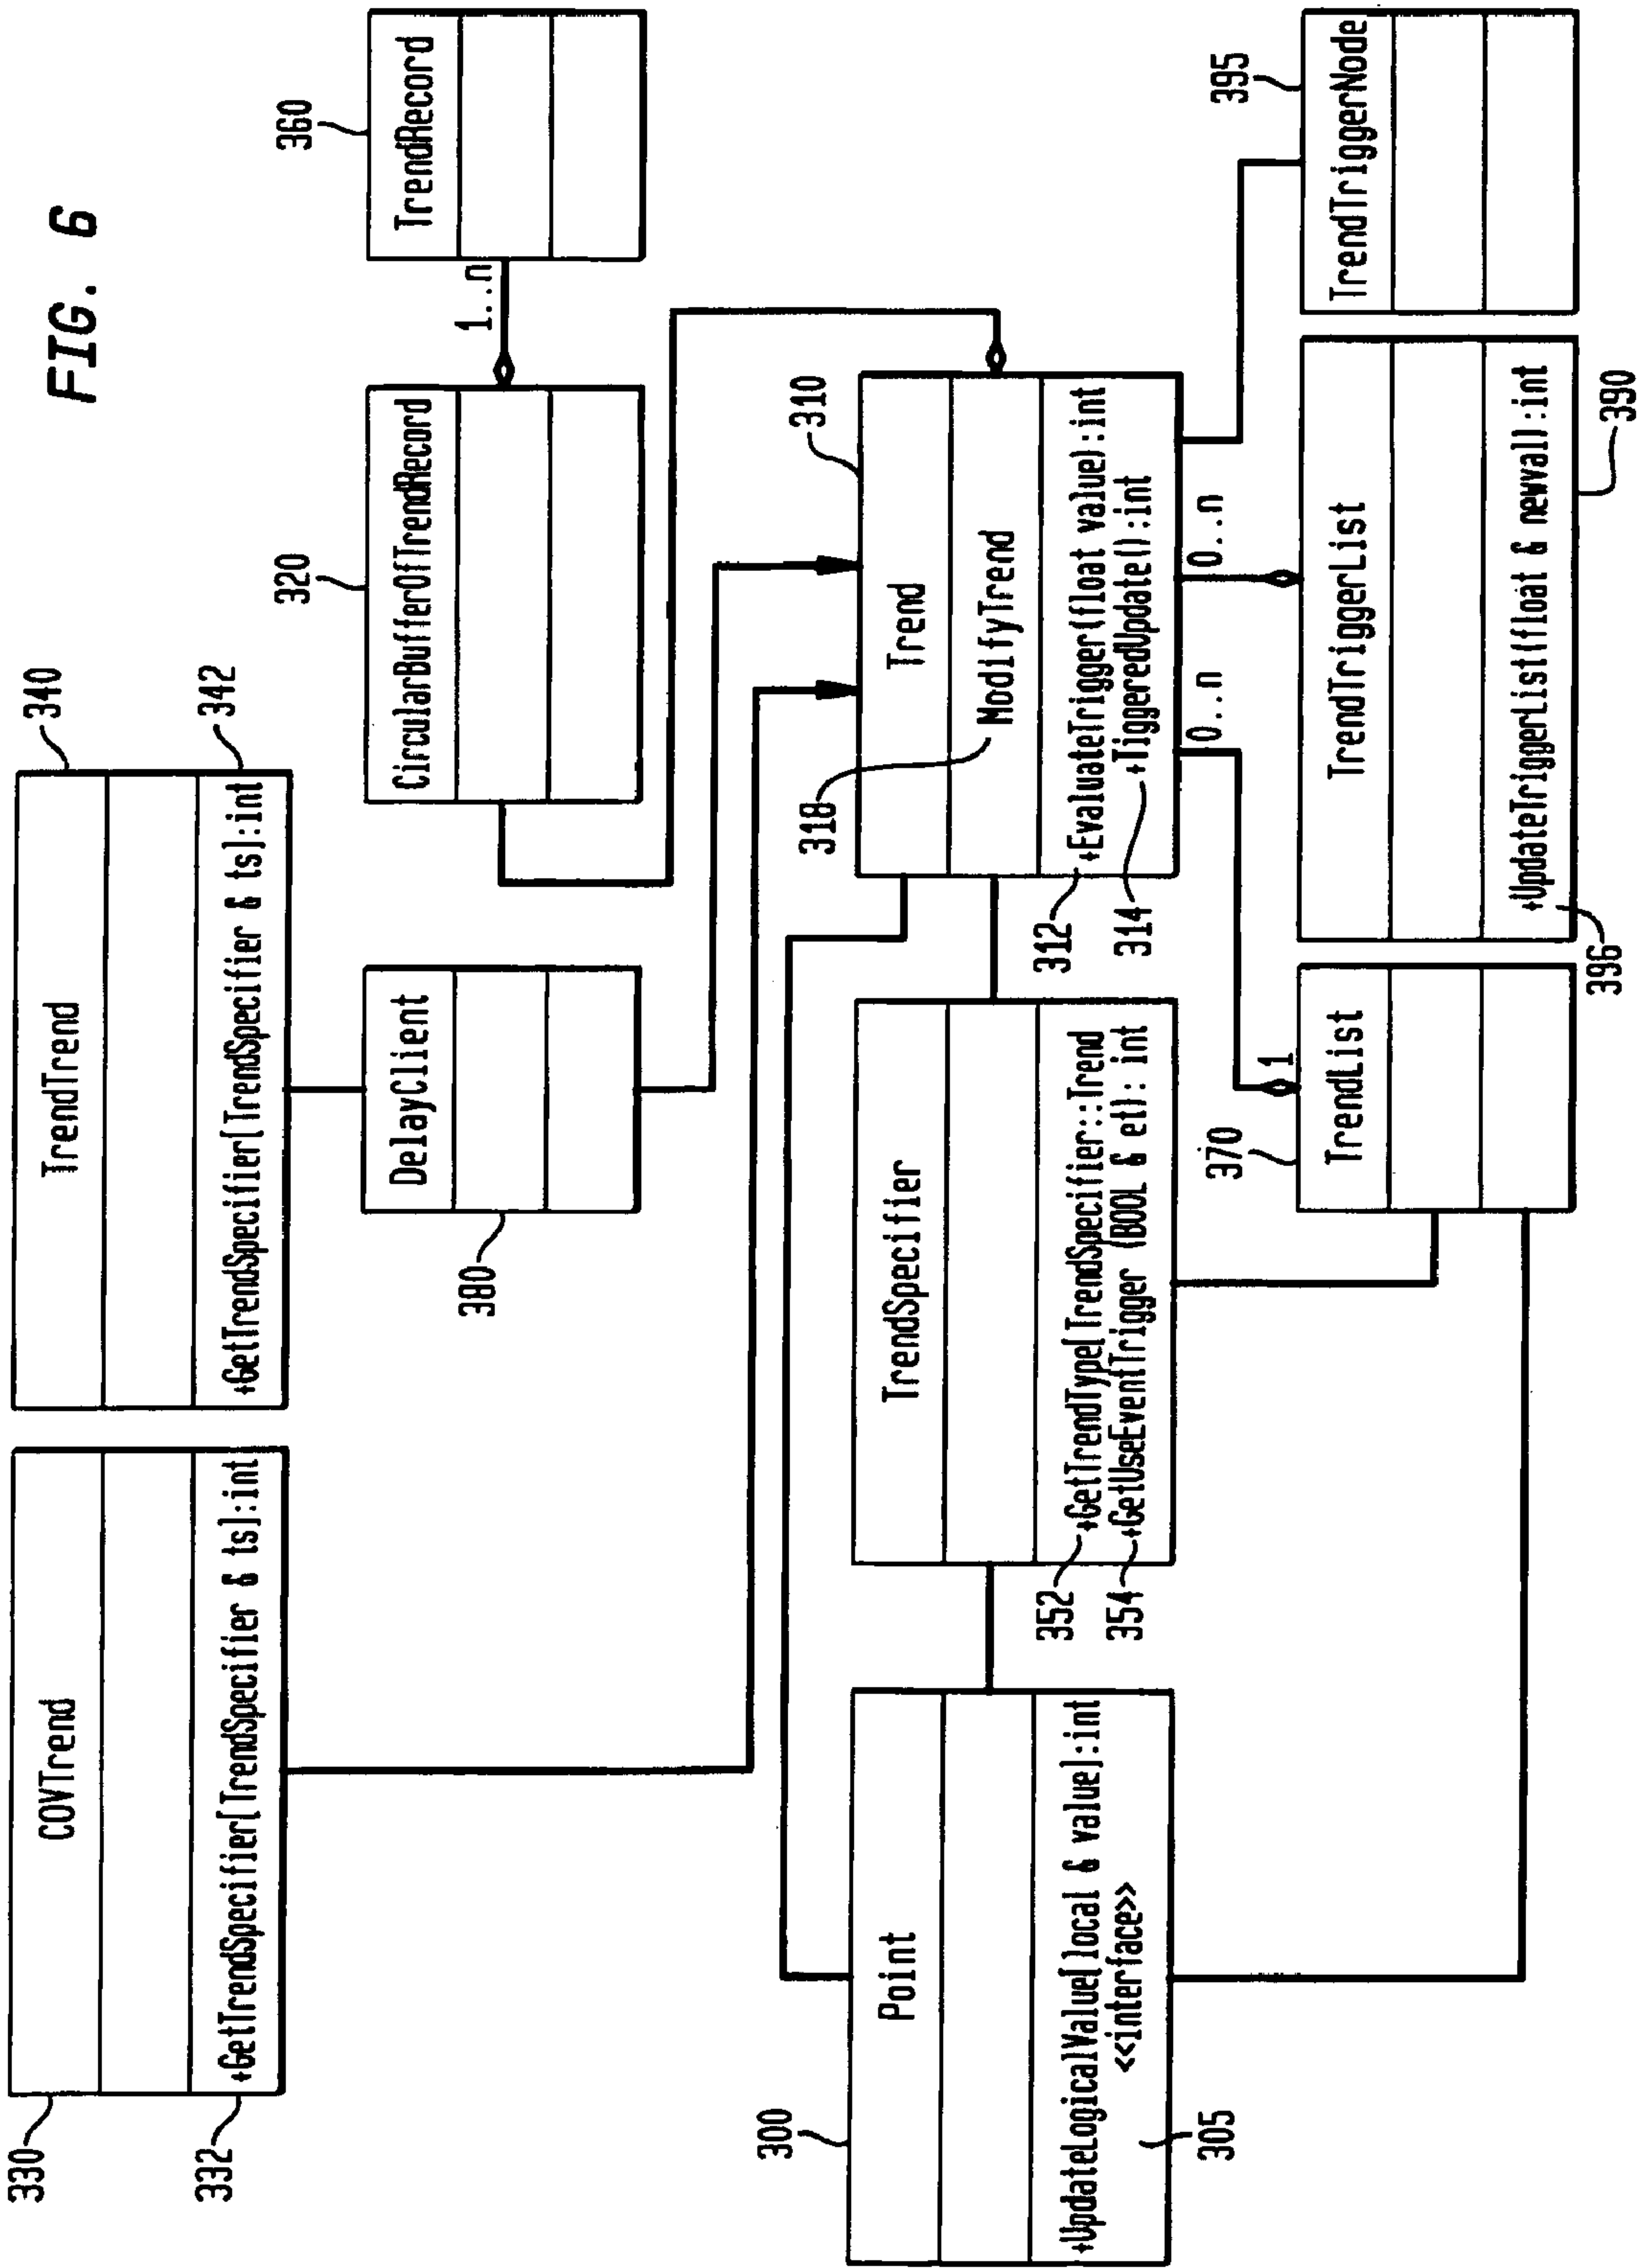 FIG. 6
330
COVTrend
332
+GetTrendSpecifier[TrendSpecifier & ts]:int
340
TrendTrend
342
+GetTrendSpecifier[TrendSpecifier & ts]:int
380
DelayClient
320
CircularBufferOfTrendRecord
1...n
360
TrendRecord
300
Point
+UpdateLogicalValue[local & value]:int
<<interface>>
305
TrendSpecifier
352
+GetTrendType[TrendSpecifier::Trend
354
+GetUseEventTrigger (BOOL & et): int
310
Trend
318
ModifyTrend
312
+EvaluateTrigger(float value):int
314
+TiggeredUpdate():int
0...n
0...n
1
370
TrendList
TrendTriggerList
+UpdateTriggerList(float & newval):int
396
390
395
TrendTriggerNode